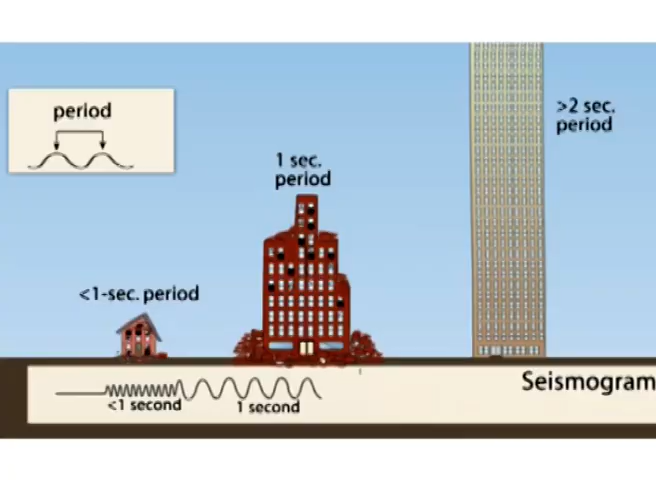 period
>2 sec.
period
1 sec.
period
<1-sec. period
Seismogram
<1 second
1 second